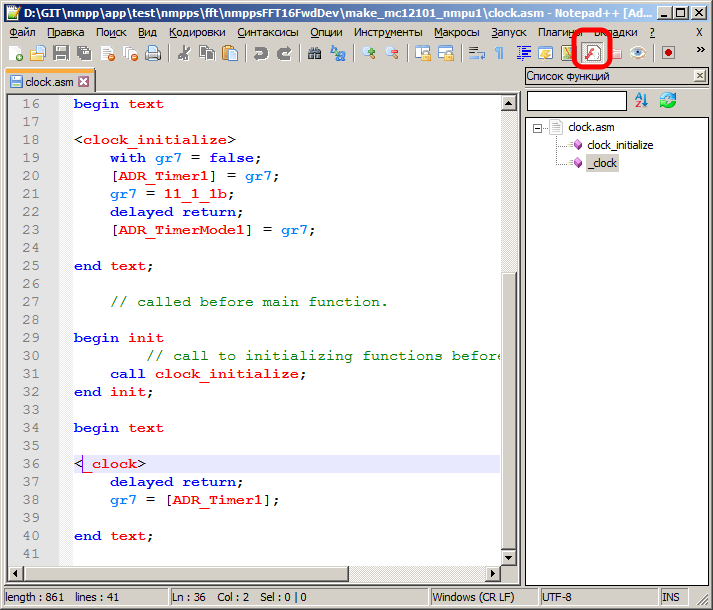 D:\GIT\nmpp\app\test\nmpps\fft\nmppsFFT16FwdDev\make_mc12101_nmpu1\clock.asm - Notepad++ [Ad...
Файл Правка Поиск Вид Кодировки Синтаксисы Опции Инструменты Макросы Запуск Плагины Вкладки ? X
clock.asm
Список функций
16 begin text
17
18 <clock_initialize>
19 with gr7 = false;
20 [ADR_Timer1] = gr7;
21 gr7 = 11_1_1b;
22 delayed return;
23 [ADR_TimerMode1] = gr7;
24
25 end text;
26
27 // called before main function.
28
29 begin init
30 // call to initializing functions before
31 call clock_initialize;
32 end init;
33
34 begin text
35
36 <_clock>
37 delayed return;
38 gr7 = [ADR_Timer1];
39
40 end text;
41
clock.asm
clock_initialize
_clock
length : 861 lines : 41 Ln : 36 Col : 2 Sel : 0 | 0 Windows (CR LF) UTF-8 INS